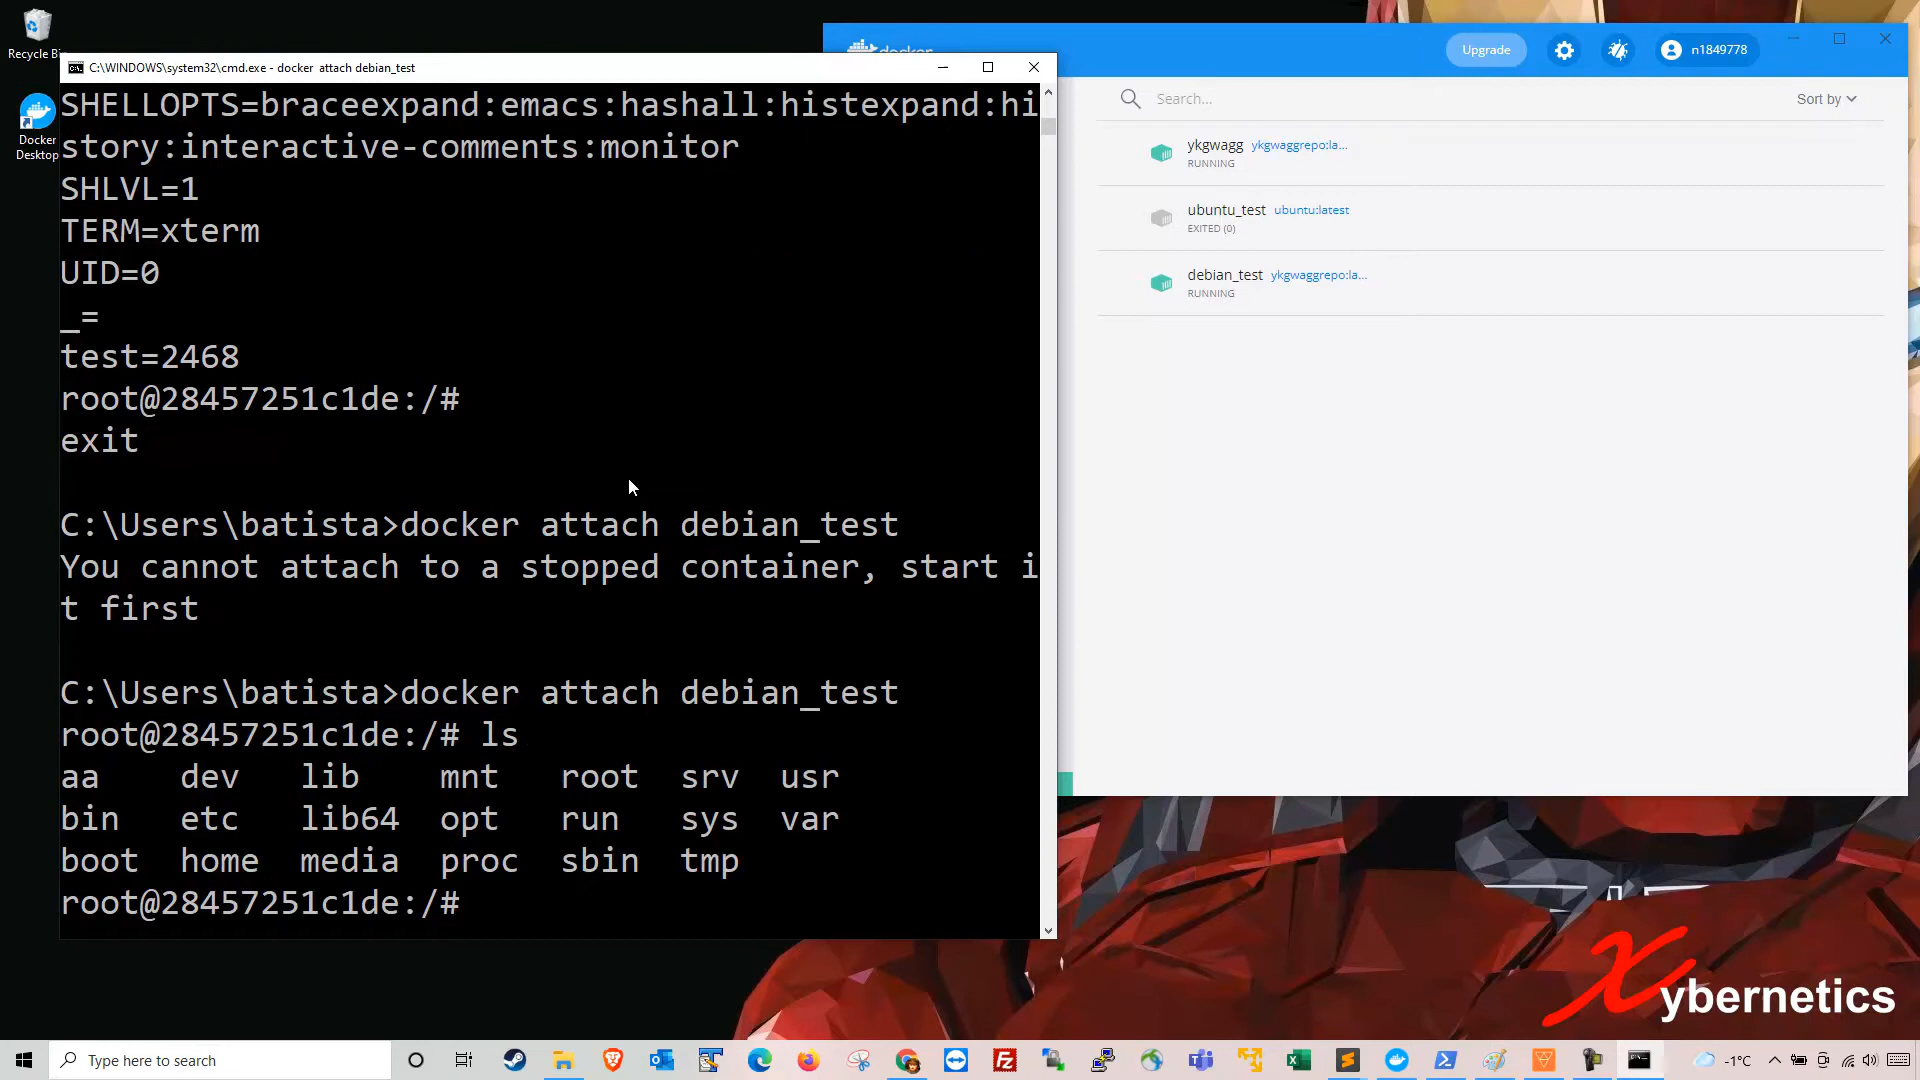 Recycle Bi
Docker
Desktop
C:\WINDOWS\system32\cmd.exe - docker attach debian_test
SHELLOPTS=braceexpand:emacs:hashall:histexpand:hi
story:interactive-comments:monitor
SHLVL=1
TERM=xterm
UID=0
_=
test=2468
root@28457251c1de:/#
exit
C:\Users\batista>docker attach debian_test
You cannot attach to a stopped container, start i
t first
C:\Users\batista>docker attach debian_test
root@28457251c1de:/# ls
aa dev lib mnt root srv usr
bin etc lib64 opt run sys var
boot home media proc sbin tmp
root@28457251c1de:/#
docker
Upgrade
n1849778
Search...
Sort by
ykgwagg ykgwaggrepo:la...
RUNNING
ubuntu_test ubuntu:latest
EXITED (0)
debian_test ykgwaggrepo:la...
RUNNING
Xybernetics
Type here to search
-1°C